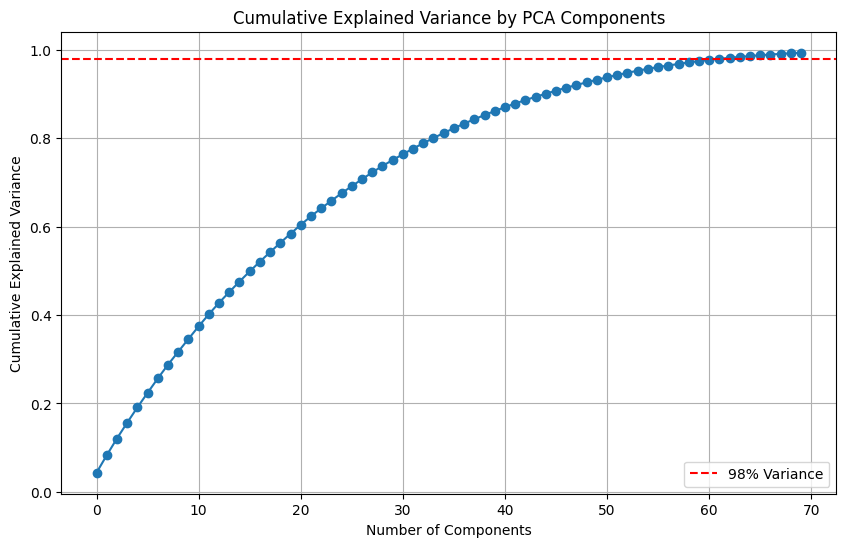 Cumulative Explained Variance by PCA Components
Cumulative Explained Variance
1.0
0.8
0.6
0.4
0.2
0.0
98% Variance
0 10 20 30 40 50 60 70
Number of Components